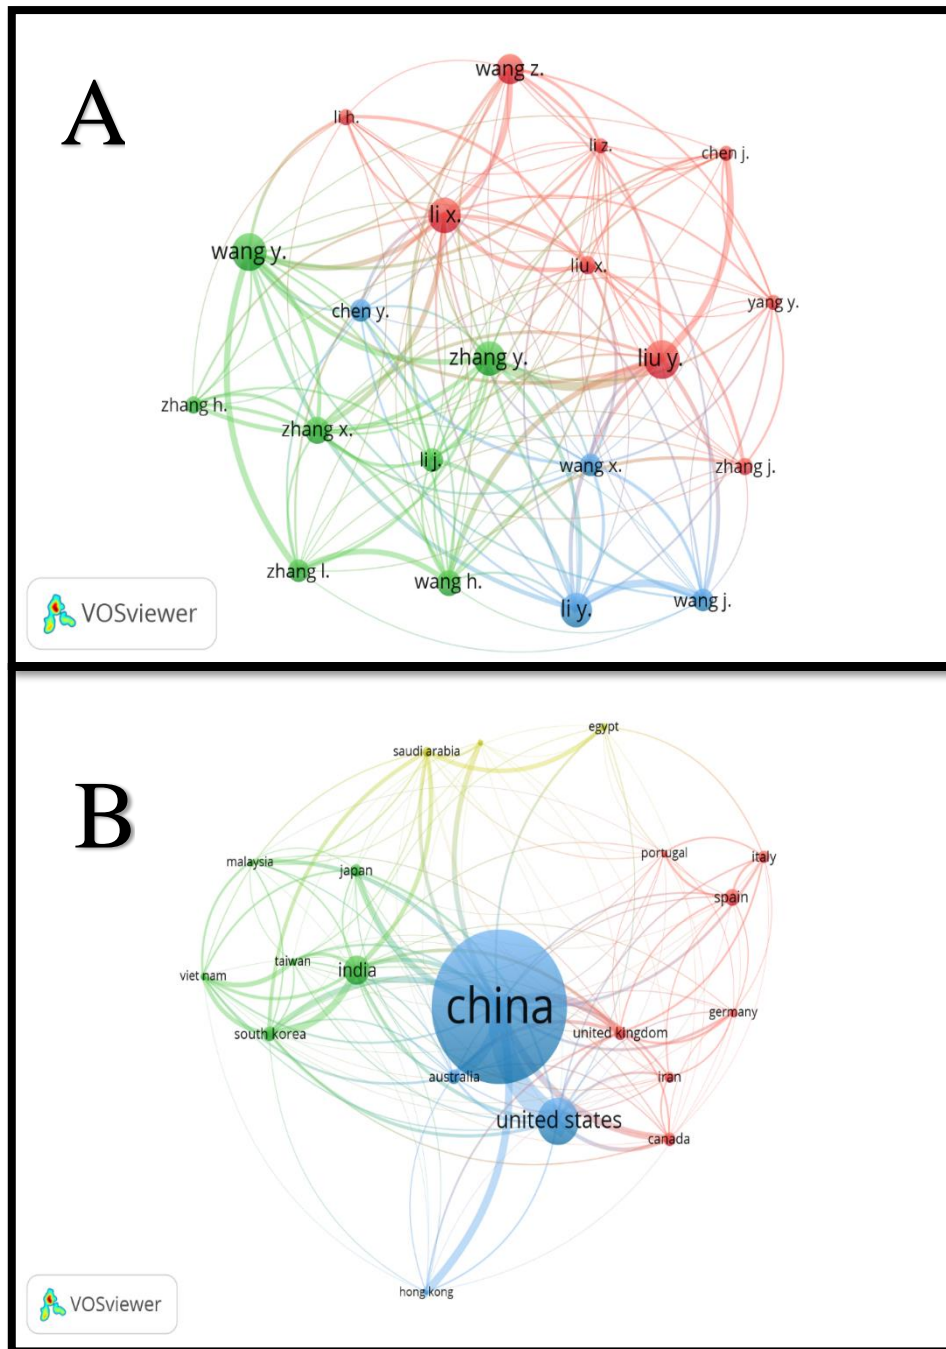 A
wang z.
li h.
li z.
chen j.
li x.
wang y.
liu x.
yang y.
chen y.
zhang y.
liu y.
zhang h.
zhang x.
li j.
wang x.
zhang j.
zhang l.
wang h.
li y.
wang j.
VOSviewer
B
egypt
saudi arabia
portugal
italy
malaysia
japan
spain
taiwan
india
viet nam
china
germany
south korea
united kingdom
australia
iran
united states
canada
hong kong
VOSviewer